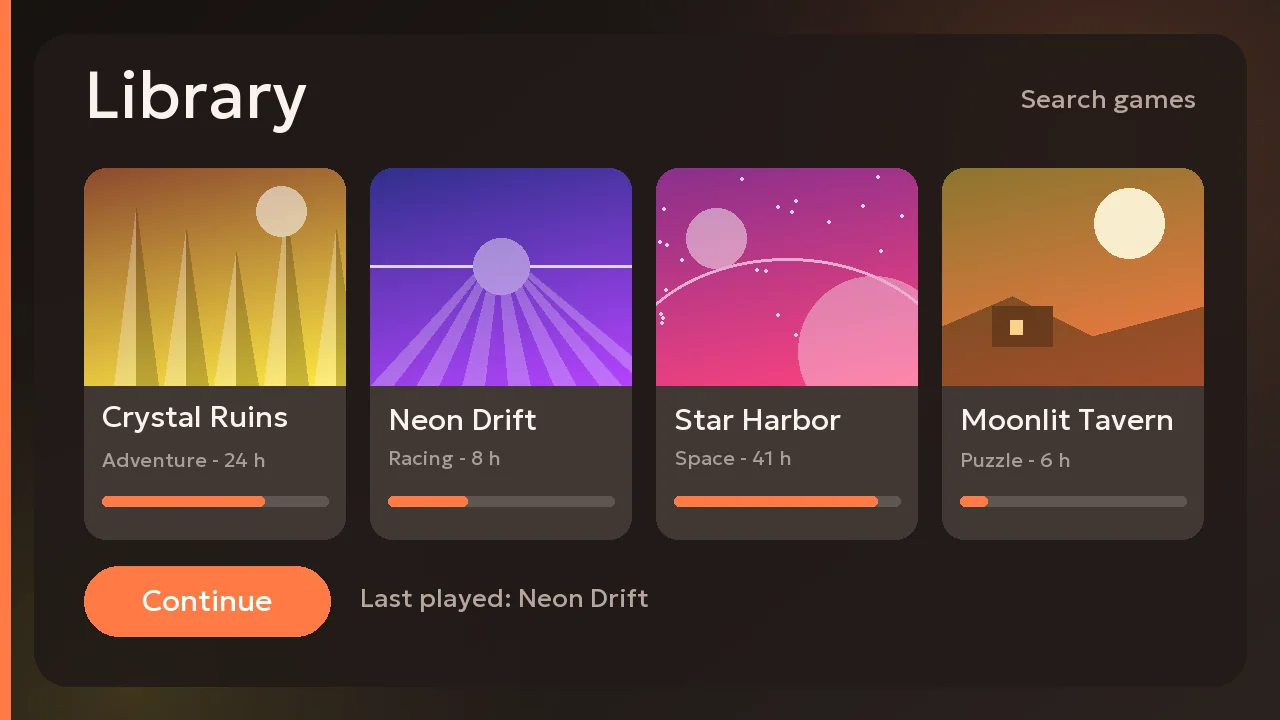 Library
Search games
Crystal Ruins
Adventure - 24 h
Neon Drift
Racing - 8 h
Star Harbor
Space - 41 h
Moonlit Tavern
Puzzle - 6 h
Continue
Last played: Neon Drift